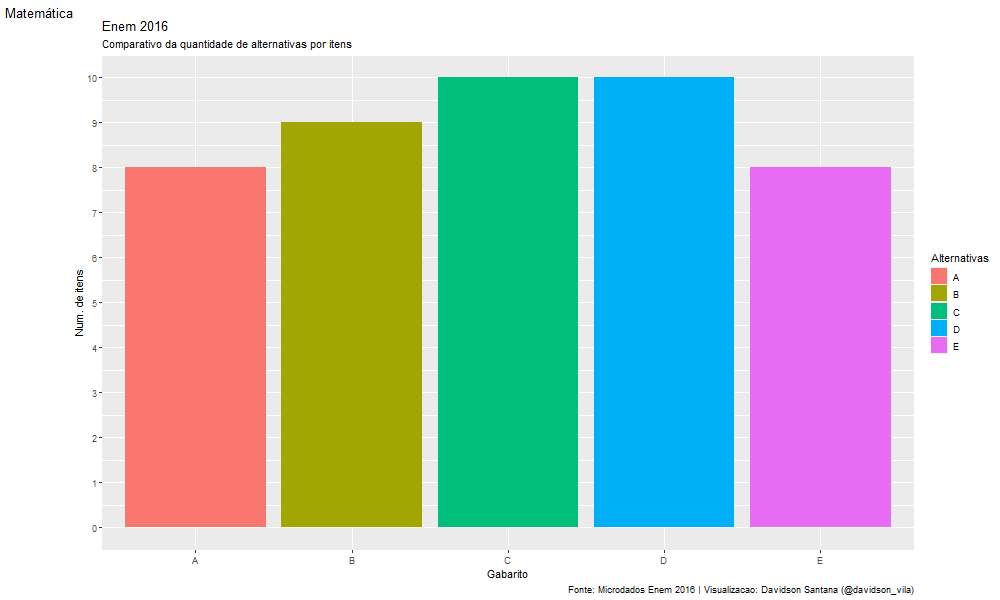 Matemática
Enem 2016
Comparativo da quantidade de alternativas por itens
10
9
8
7
6
5
4
3
2
1
0
Num. de itens
A B C D E
Gabarito
Alternativas
A
B
C
D
E
Fonte: Microdados Enem 2016 | Visualizacao: Davidson Santana (@davidson_vila)